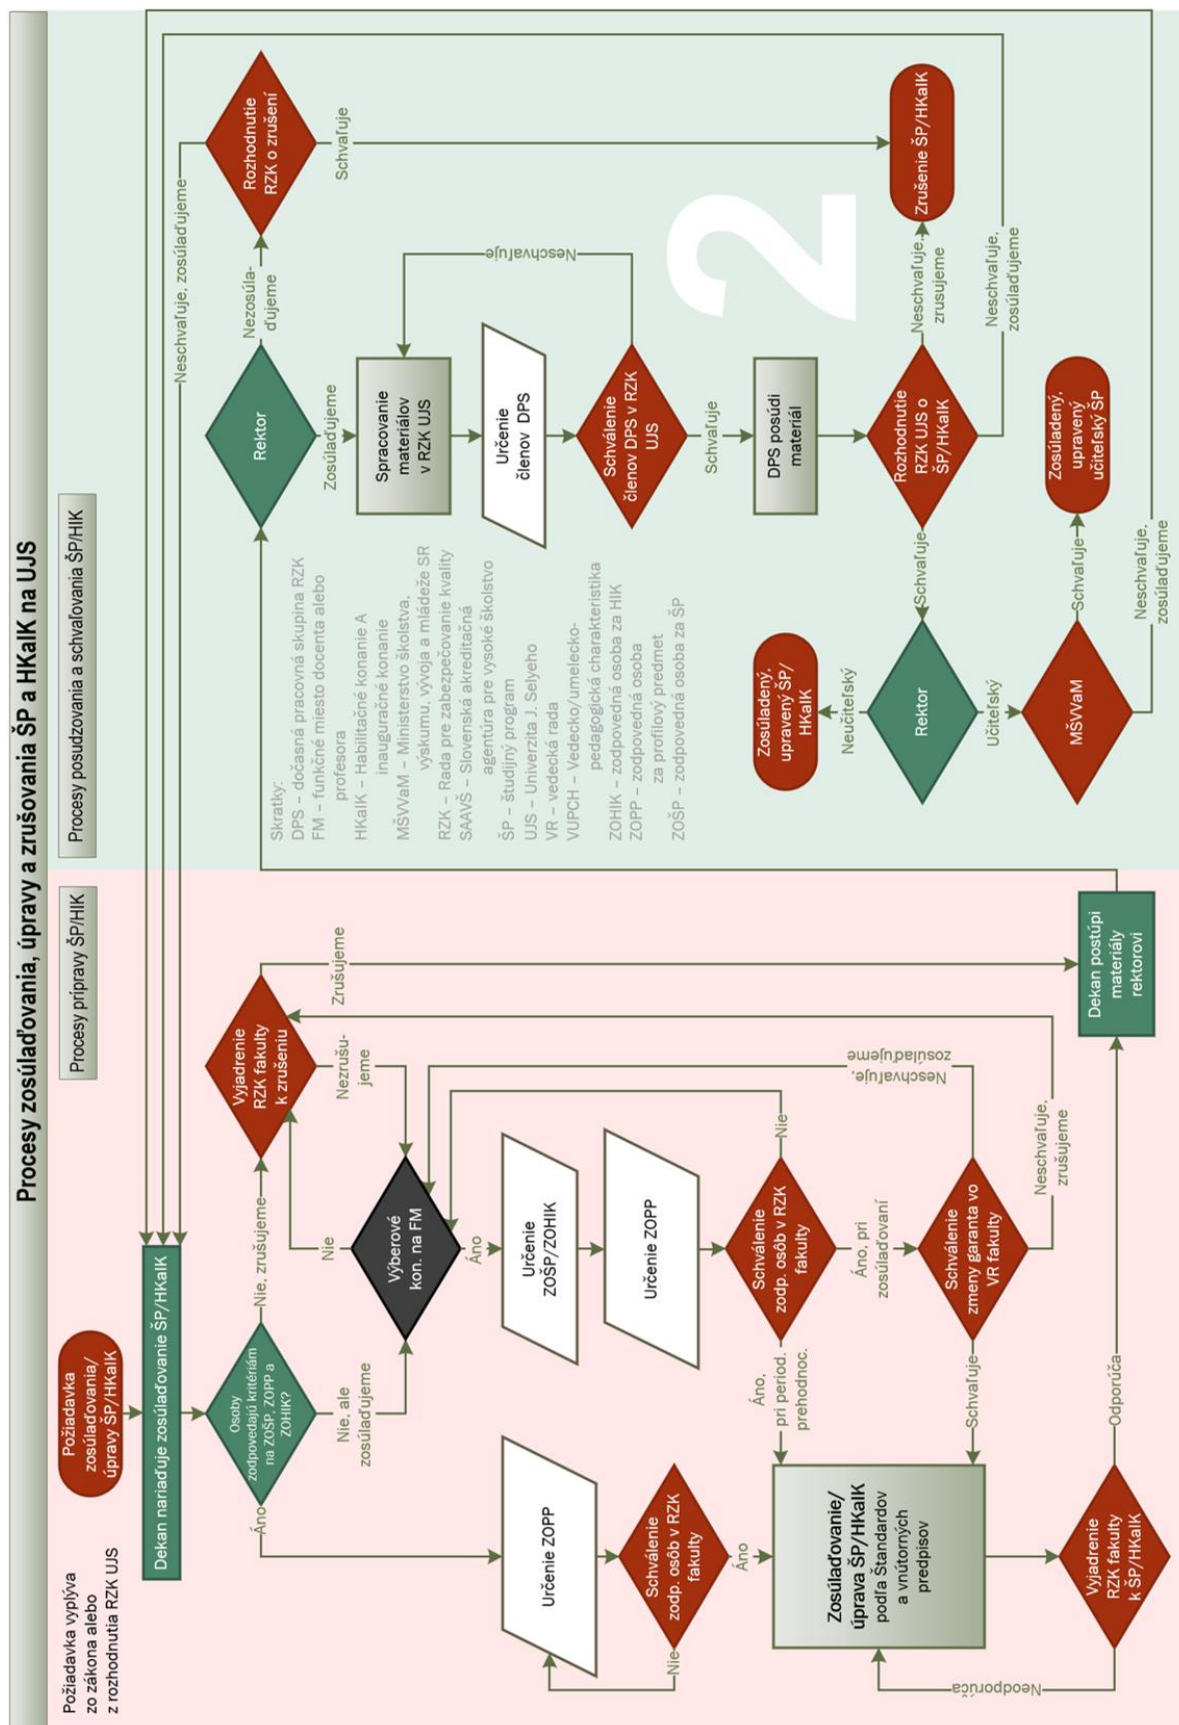 Procesy zosúlaďovania, úpravy a zrušovania ŠP a HKaIK na UJS
Procesy prípravy ŠP/HIK
Procesy posudzovania a schvaľovania ŠP/HIK
Požiadavka vyplýva
zo zákona alebo
z rozhodnutia RZK UJS
Požiadavka
zosúlaďovania/
úpravy ŠP/HKaIK
Dekan nariaďuje zosúlaďovanie ŠP/HKaIK
Osoby
zodpovedajú kritériám
na ZOŠP, ZOPP a
ZOHIK?
Áno
Nie, zrušujeme
Nie, ale
zosúlaďujeme
Vyjadrenie
RZK fakulty
k zrušeniu
Zrušujeme
Nezrušu-
jeme
Nie
Výberové
kon. na FM
Áno
Určenie
ZOŠP/ZOHIK
Určenie ZOPP
Schválenie
zodp. osôb v RZK
fakulty
Nie
Áno,
pri period.
prehodnoc.
Áno, pri
zosúlaďovaní
Schválenie
zmeny garanta vo
VR fakulty
Neschvaľuje,
zosúlaďujeme
Neschvaľuje,
zrušujeme
Schvaľuje
Určenie ZOPP
Schválenie
zodp. osôb v RZK
fakulty
Nie
Áno
Zosúlaďovanie/
úprava ŠP/HKaIK
podľa Štandardov
a vnútorných
predpisov
Vyjadrenie
RZK fakulty
k ŠP/HKaIK
Neodporúča
Odporúča
Dekan postúpi
materiály
rektorovi
Skratky:
DPS – dočasná pracovná skupina RZK
FM – funkčné miesto docenta alebo
profesora
HKaIK – Habilitačné konanie A
inauguračné konanie
MŠVVaM – Ministerstvo školstva,
výskumu, vývoja a mládeže SR
RZK – Rada pre zabezpečovanie kvality
SAAVŠ – Slovenská akreditačná
agentúra pre vysoké školstvo
ŠP – študijný program
UJS – Univerzita J. Selyeho
VR – vedecká rada
VUPCH – Vedecko/umelecko-
pedagogická charakteristika
ZOHIK – zodpovedná osoba za HIK
ZOPP – zodpovedná osoba
za profilový predmet
ZOŠP – zodpovedná osoba za ŠP
Neschvaľuje, zosúlaďujeme
Rektor
Nezosúla-
ďujeme
Rozhodnutie
RZK o zrušení
Schvaľuje
Zosúlaďujeme
Spracovanie
materiálov
v RZK UJS
Určenie
členov DPS
Schválenie
členov DPS v RZK
UJS
Neschvaľuje
Schvaľuje
2
DPS posúdi
materiál
Rozhodnutie
RZK UJS o
ŠP/HKaIK
Neschvaľuje,
zrusujeme
Zrušenie ŠP/HKaIK
Neschvaľuje,
zosúlaďujeme
Schvaľuje
Rektor
Neučiteľský
Zosúladený,
upravený ŠP/
HKaIK
Učiteľský
MŠVVaM
Schvaľuje
Zosúladený,
upravený
učiteľský ŠP
Neschvaľuje,
zosúlaďujeme